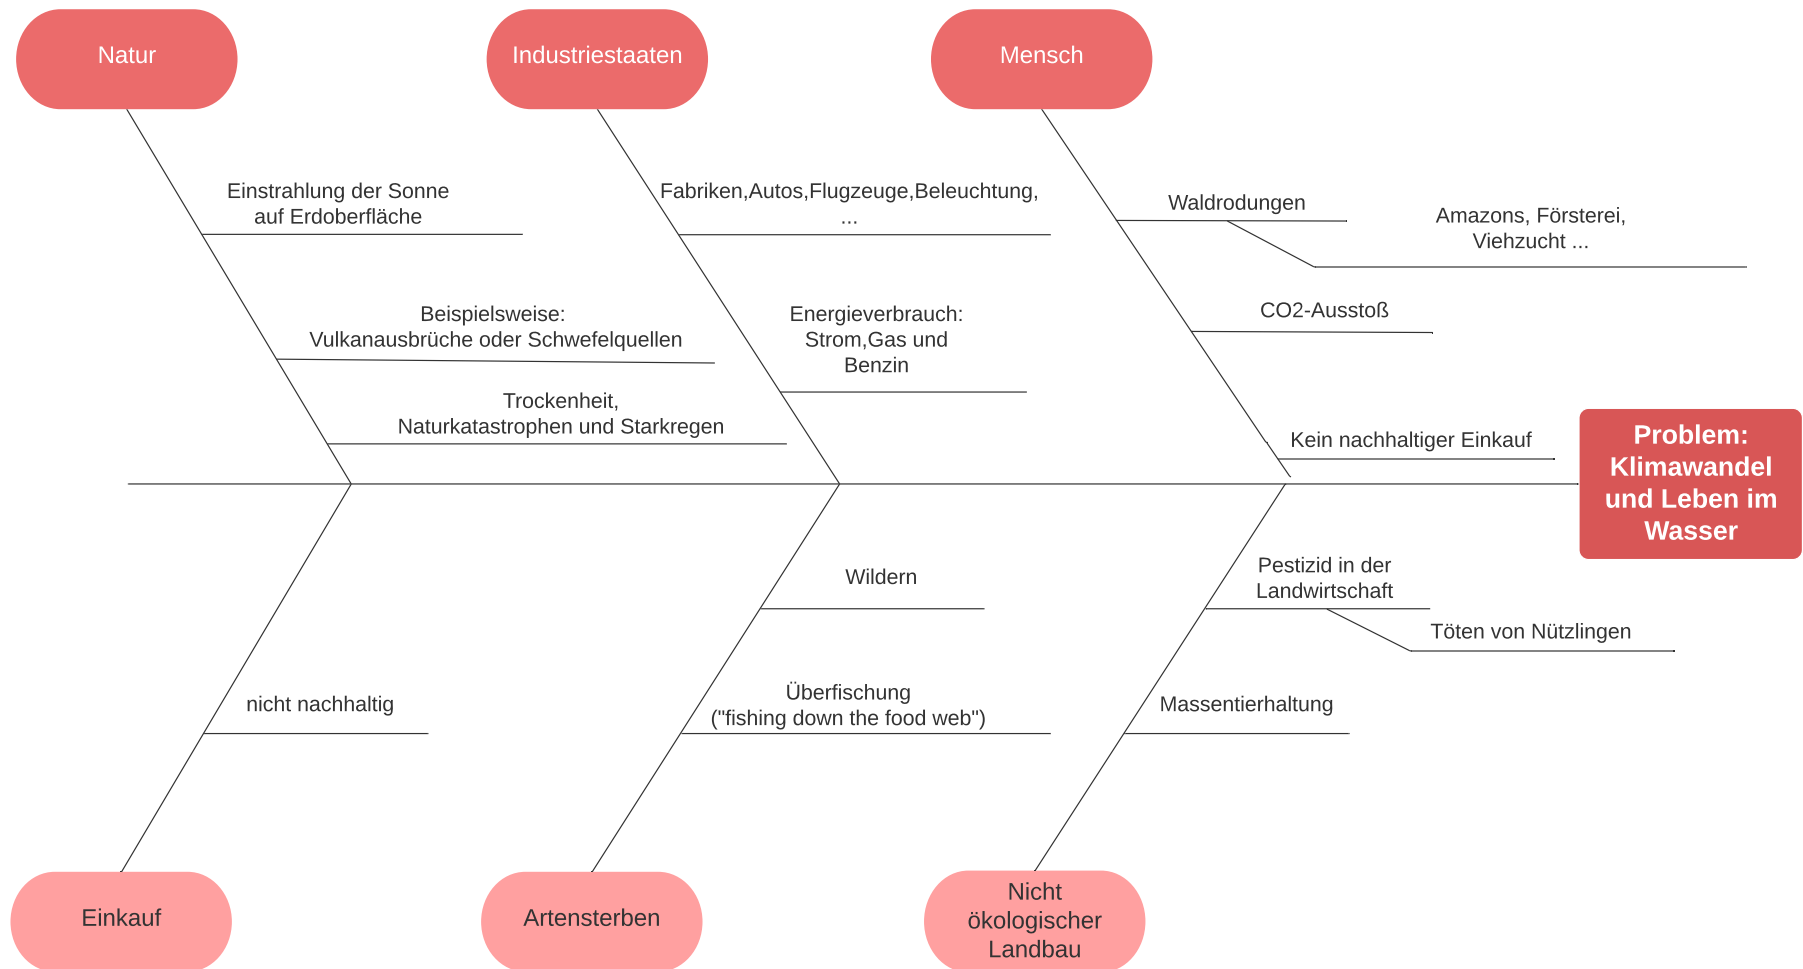 Natur
Industriestaaten
Mensch
Einstrahlung der Sonne
auf Erdoberfläche
Fabriken,Autos,Flugzeuge,Beleuchtung,
...
Waldrodungen
Amazons, Försterei,
Viehzucht ...
Beispielsweise:
Vulkanausbrüche oder Schwefelquellen
Energieverbrauch:
Strom,Gas und
Benzin
CO2-Ausstoß
Trockenheit,
Naturkatastrophen und Starkregen
Kein nachhaltiger Einkauf
Problem:
Klimawandel
und Leben im
Wasser
Wildern
Pestizid in der
Landwirtschaft
Töten von Nützlingen
nicht nachhaltig
Überfischung
("fishing down the food web")
Massentierhaltung
Einkauf
Artensterben
Nicht
ökologischer
Landbau